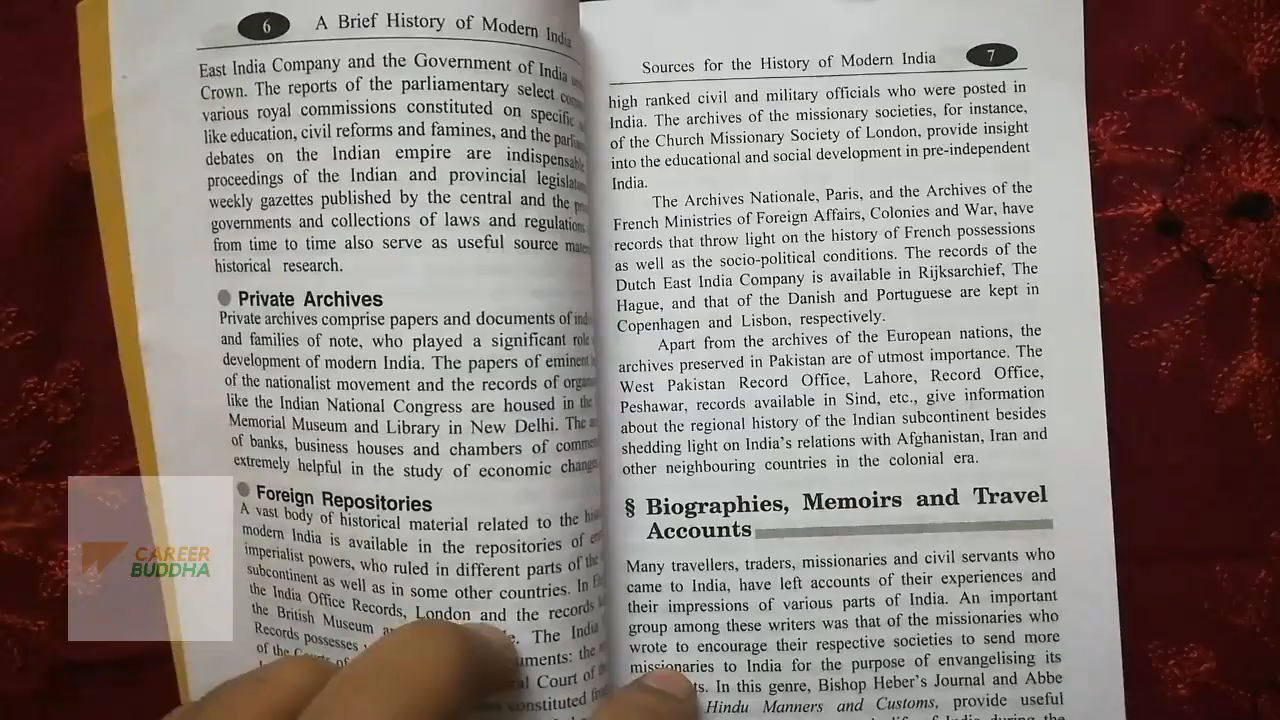 6 A Brief History of Modern India
East India Company and the Government of India
Crown. The reports of the parliamentary select
various royal commissions constituted on specific
like education, civil reforms and famines, and the
debates on the Indian empire are indispensable
proceedings of the Indian and provincial
weekly gazettes published by the central and the
governments and collections of laws and regulations
from time to time also serve as useful source
historical research.
Private Archives
Private archives comprise papers and documents of
and families of note, who played a significant role
development of modern India. The papers of eminent
of the nationalist movement and the records of
like the Indian National Congress are housed in the
Memorial Museum and Library in New Delhi. The
of banks, business houses and chambers of
extremely helpful in the study of economic
Foreign Repositories
A vast body of historical material related to the
modern India is available in the repositories of
imperialist powers, who ruled in different parts of the
subcontinent as well as in some other countries. In
the India Office Records, London and the records
the British Museum The India
Records possesses the
of the Court of
constituted
Sources for the History of Modern India 7
high ranked civil and military officials who were posted in
India. The archives of the missionary societies, for instance,
of the Church Missionary Society of London, provide insight
into the educational and social development in pre-independent
India.
The Archives Nationale, Paris, and the Archives of the
French Ministries of Foreign Affairs, Colonies and War, have
records that throw light on the history of French possessions
as well as the socio-political conditions. The records of the
Dutch East India Company is available in Rijksarchief, The
Hague, and that of the Danish and Portuguese are kept in
Copenhagen and Lisbon, respectively.
Apart from the archives of the European nations, the
archives preserved in Pakistan are of utmost importance. The
West Pakistan Record Office, Lahore, Record Office,
Peshawar, records available in Sind, etc., give information
about the regional history of the Indian subcontinent besides
shedding light on India's relations with Afghanistan, Iran and
other neighbouring countries in the colonial era.
§ Biographies, Memoirs and Travel
Accounts
Many travellers, traders, missionaries and civil servants who
came to India, have left accounts of their experiences and
their impressions of various parts of India. An important
group among these writers was that of the missionaries who
wrote to encourage their respective societies to send more
missionaries to India for the purpose of envangelising its
In this genre, Bishop Heber's Journal and Abbe
Hindu Manners and Customs, provide useful
CAREER
BUDDHA